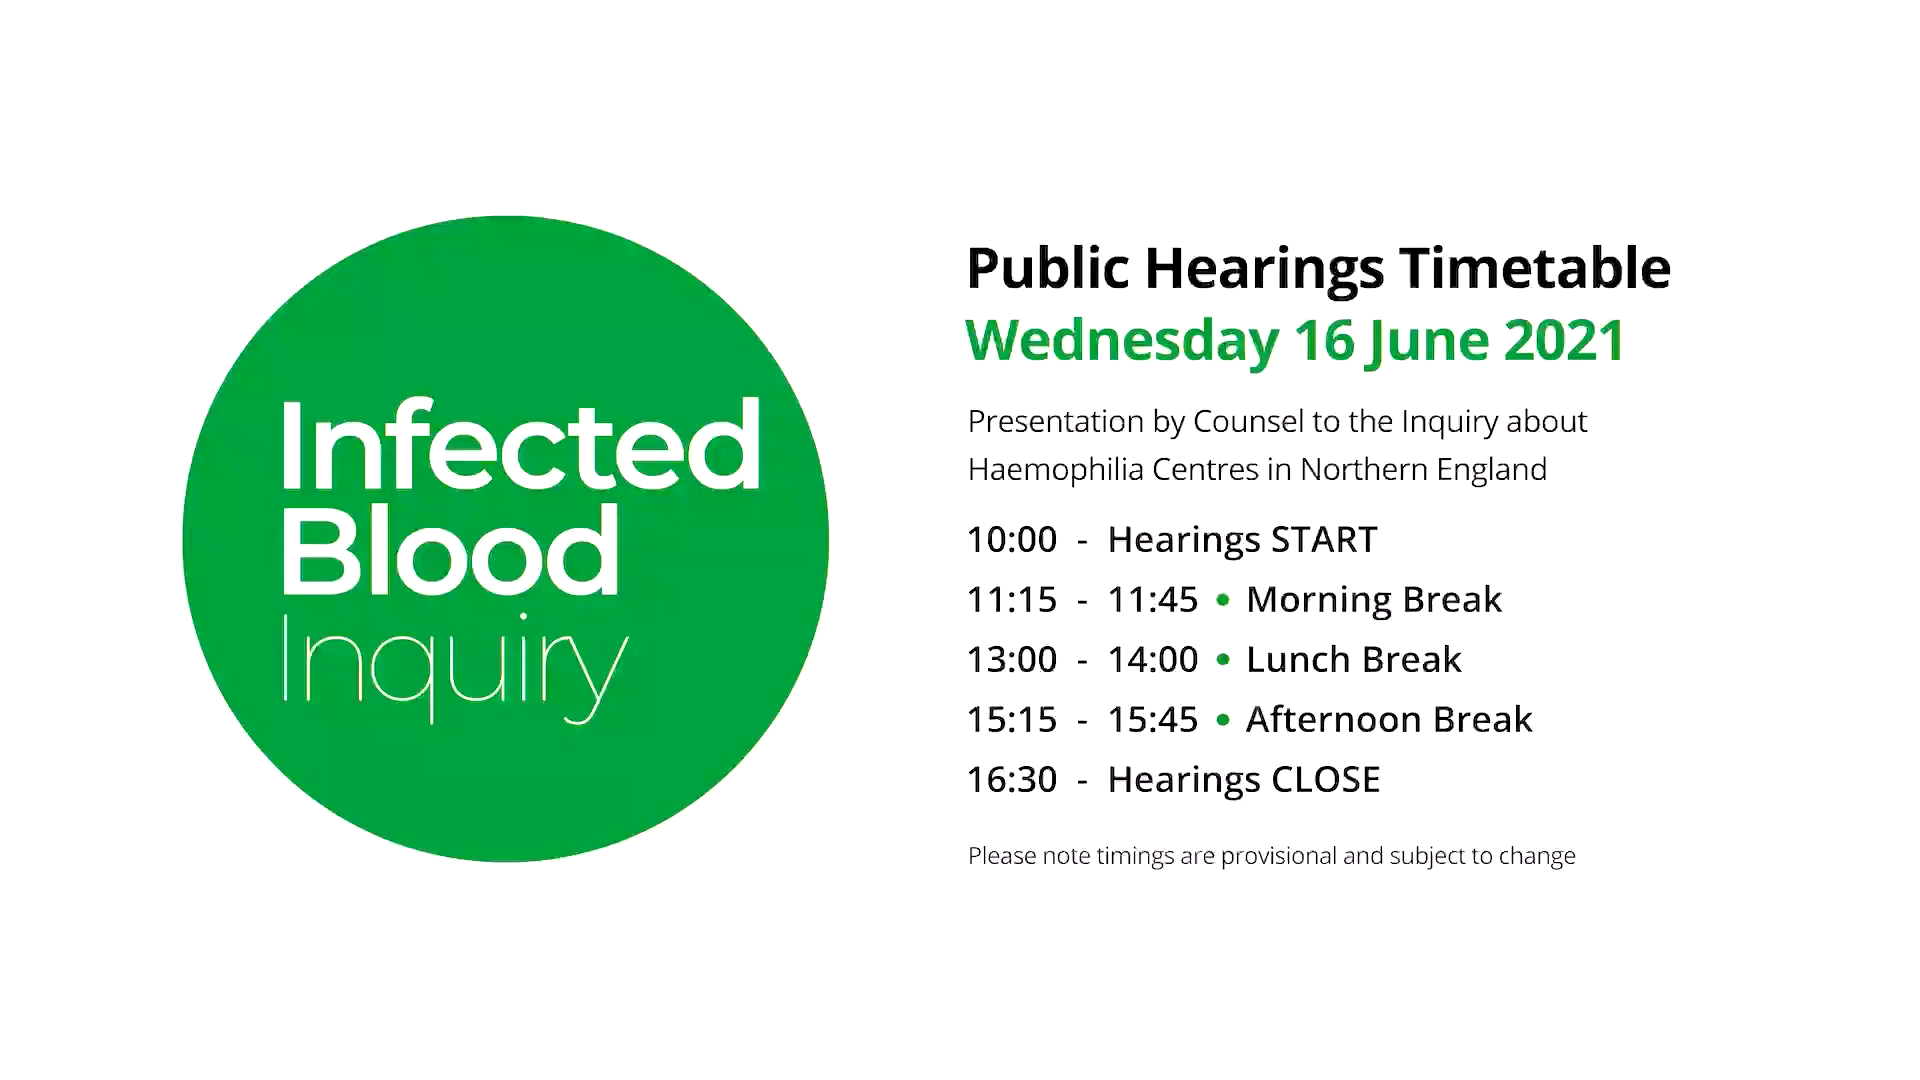 Infected
Blood
Inquiry
Public Hearings Timetable
Wednesday 16 June 2021
Presentation by Counsel to the Inquiry about
Haemophilia Centres in Northern England
10:00 - Hearings START
11:15 - 11:45 • Morning Break
13:00 - 14:00 • Lunch Break
15:15 - 15:45 • Afternoon Break
16:30 - Hearings CLOSE
Please note timings are provisional and subject to change